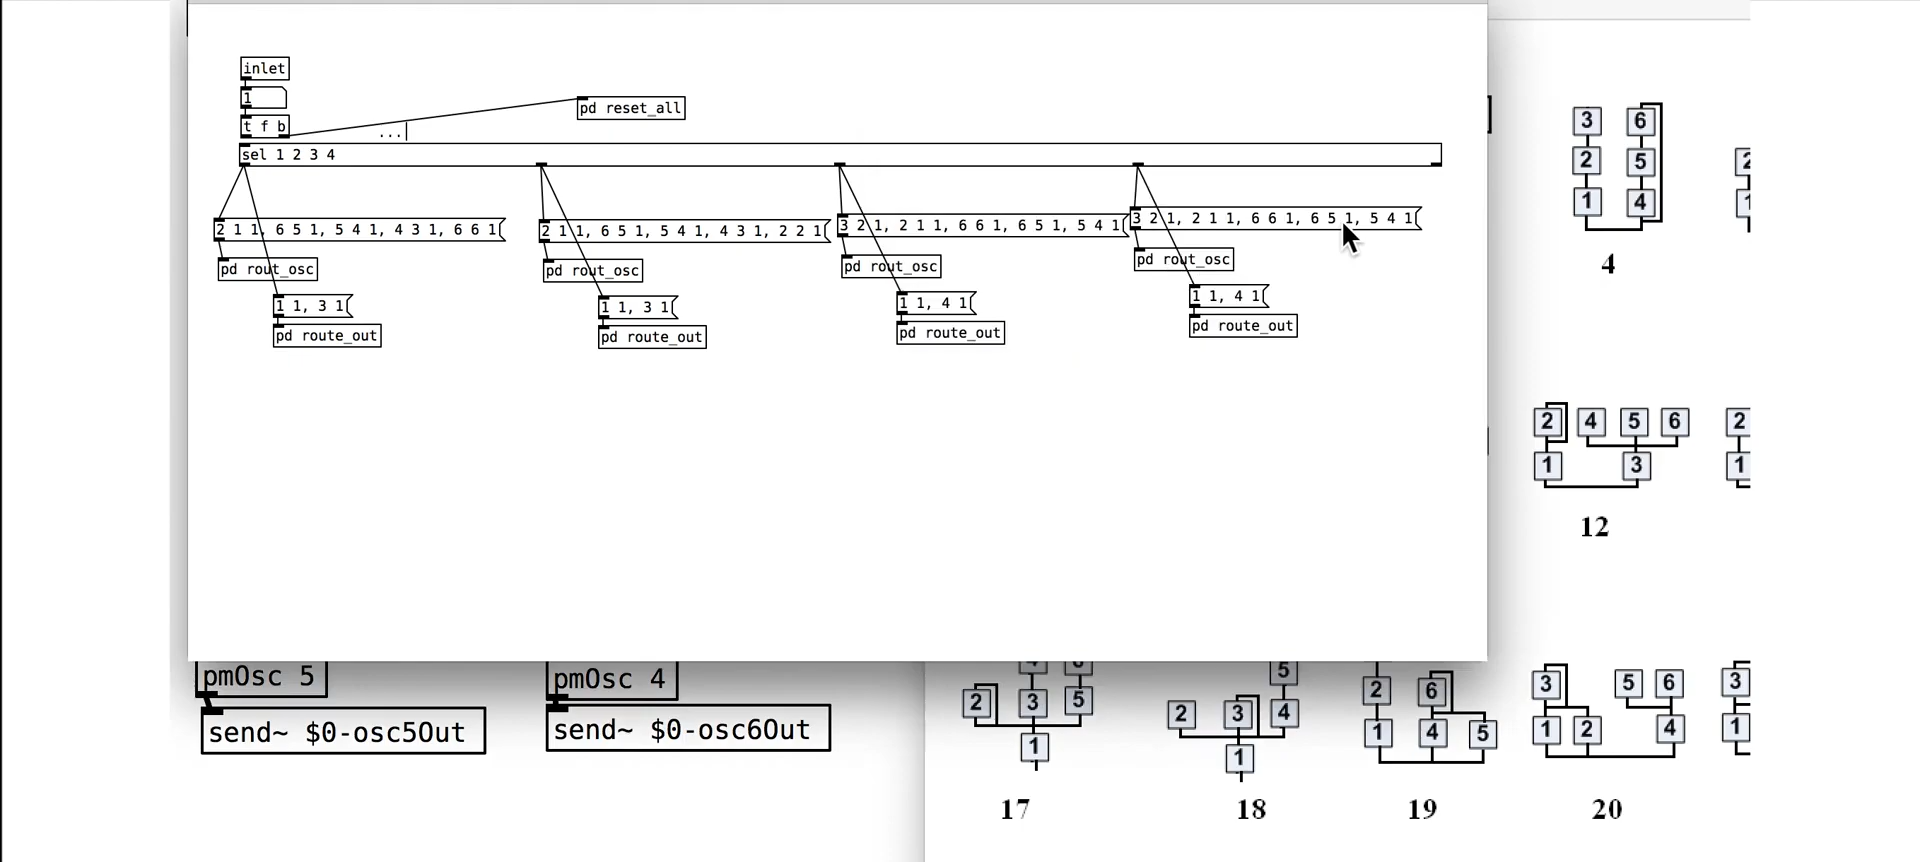 inlet
1
pd reset_all
t f b
...
sel 1 2 3 4
2 1 1, 6 5 1, 5 4 1, 4 3 1, 6 6 1
2 1 1, 6 5 1, 5 4 1, 4 3 1, 2 2 1
3 2 1, 2 1 1, 6 6 1, 6 5 1, 5 4 1
3 2 1, 2 1 1, 6 6 1, 6 5 1, 5 4 1
pd rout_osc
pd rout_osc
pd rout_osc
pd rout_osc
1 1, 3 1
1 1, 3 1
1 1, 4 1
1 1, 4 1
pd route_out
pd route_out
pd route_out
pd route_out
3 6
2 5
1 4
4
2 4 5 6 2
1 3 1
12
pmOsc 5
pmOsc 4
send~ $0-osc5Out
send~ $0-osc6Out
2 3 5
1
17
5
2 3 4
1
18
2 6
1 4 5
19
3 5 6 3
1 2 4 1
20